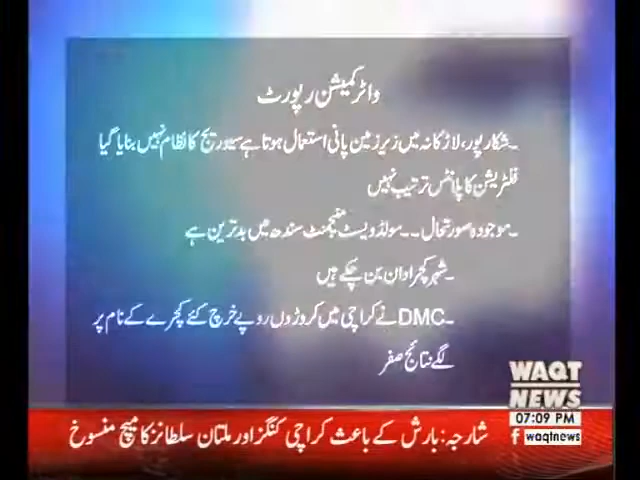 واٹر کمیشن رپورٹ
۔شکارپور، لاڑکانہ میں زیر زمین پانی استعمال ہوتا ہے سیوریج کا نظام نہیں بنایا گیا
فلٹریشن کا پلانٹس ترتیب نہیں
۔موجودہ صورتحال۔۔سولڈ ویسٹ منیجمنٹ سندھ میں بدترین ہے
۔شہر کچرا دان بن چکے ہیں
۔DMC نے کراچی میں کروڑوں روپے خرچ کئے کچرے کے نام پر
لگے نتائج صفر
WAQT
NEWS
07:09 PM
f waqtnews
شارجہ: بارش کے باعث کراچی کنگز اور ملتان سلطانز کا میچ منسوخ